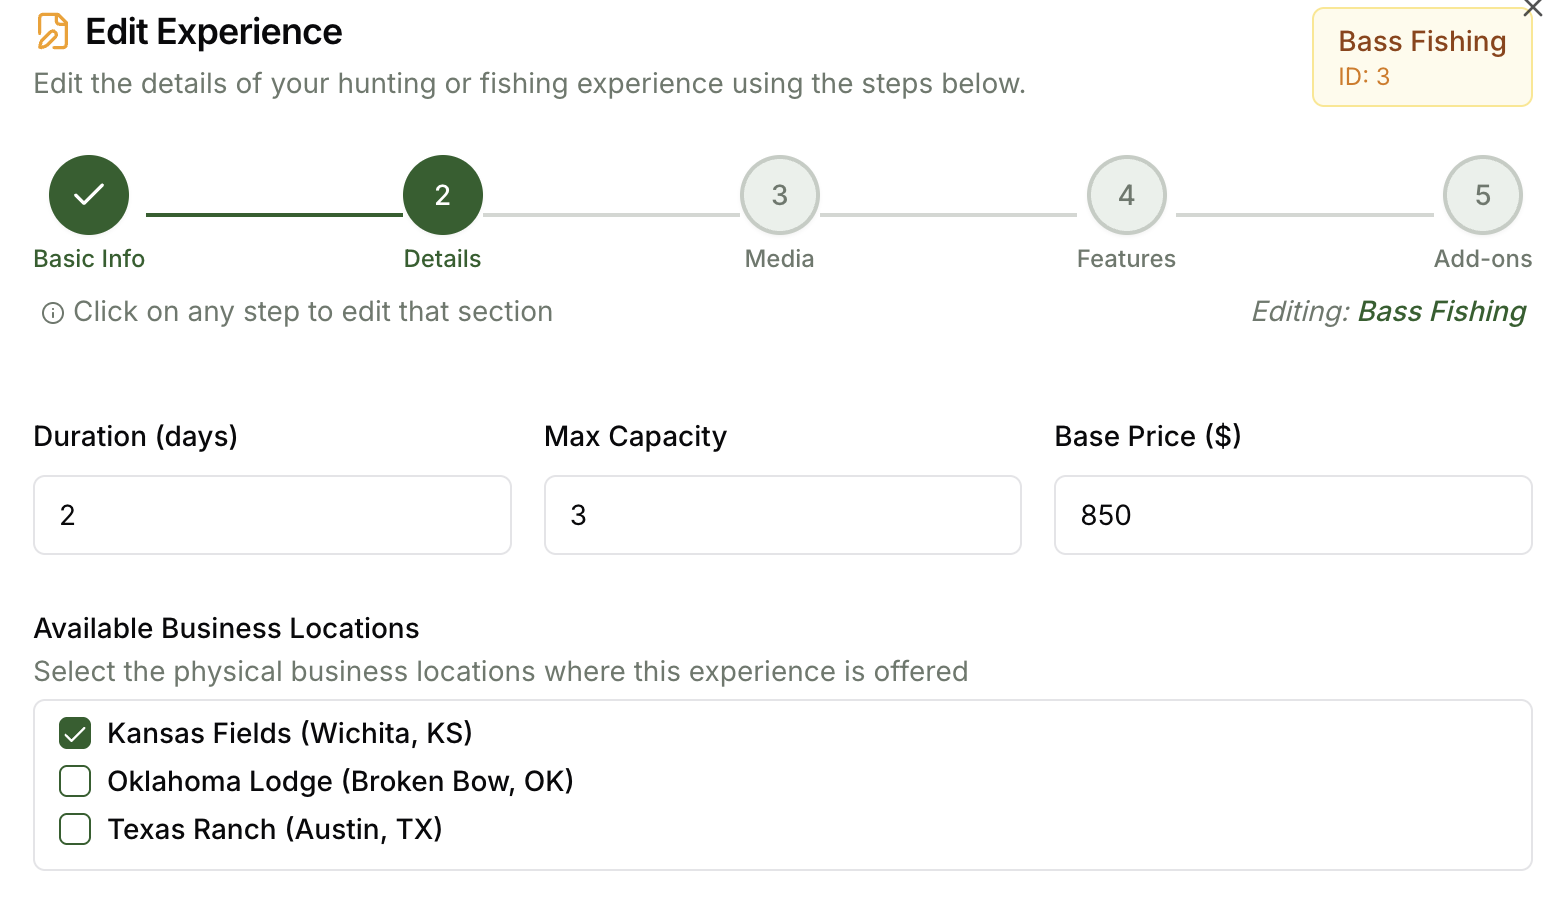 Edit Experience
Edit the details of your hunting or fishing experience using the steps below.
Bass Fishing
ID: 3
2
3
4
5
Basic Info
Details
Media
Features
Add-ons
Click on any step to edit that section
Editing: Bass Fishing
Duration (days)
Max Capacity
Base Price ($)
2
3
850
Available Business Locations
Select the physical business locations where this experience is offered
Kansas Fields (Wichita, KS)
Oklahoma Lodge (Broken Bow, OK)
Texas Ranch (Austin, TX)